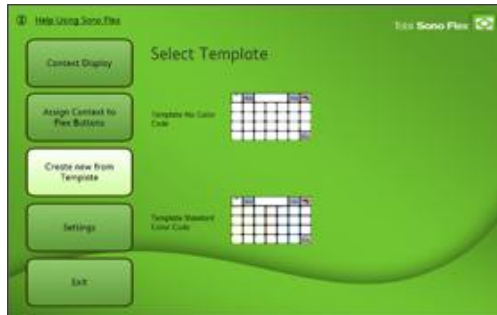 Help Using Sono Flex
Tobii Sono Flex
Context Display
Select Template
Assign Context to
Flex Buttons
Template No Color
Code
Create new from
Template
Settings
Template Standard
Color Code
Exit